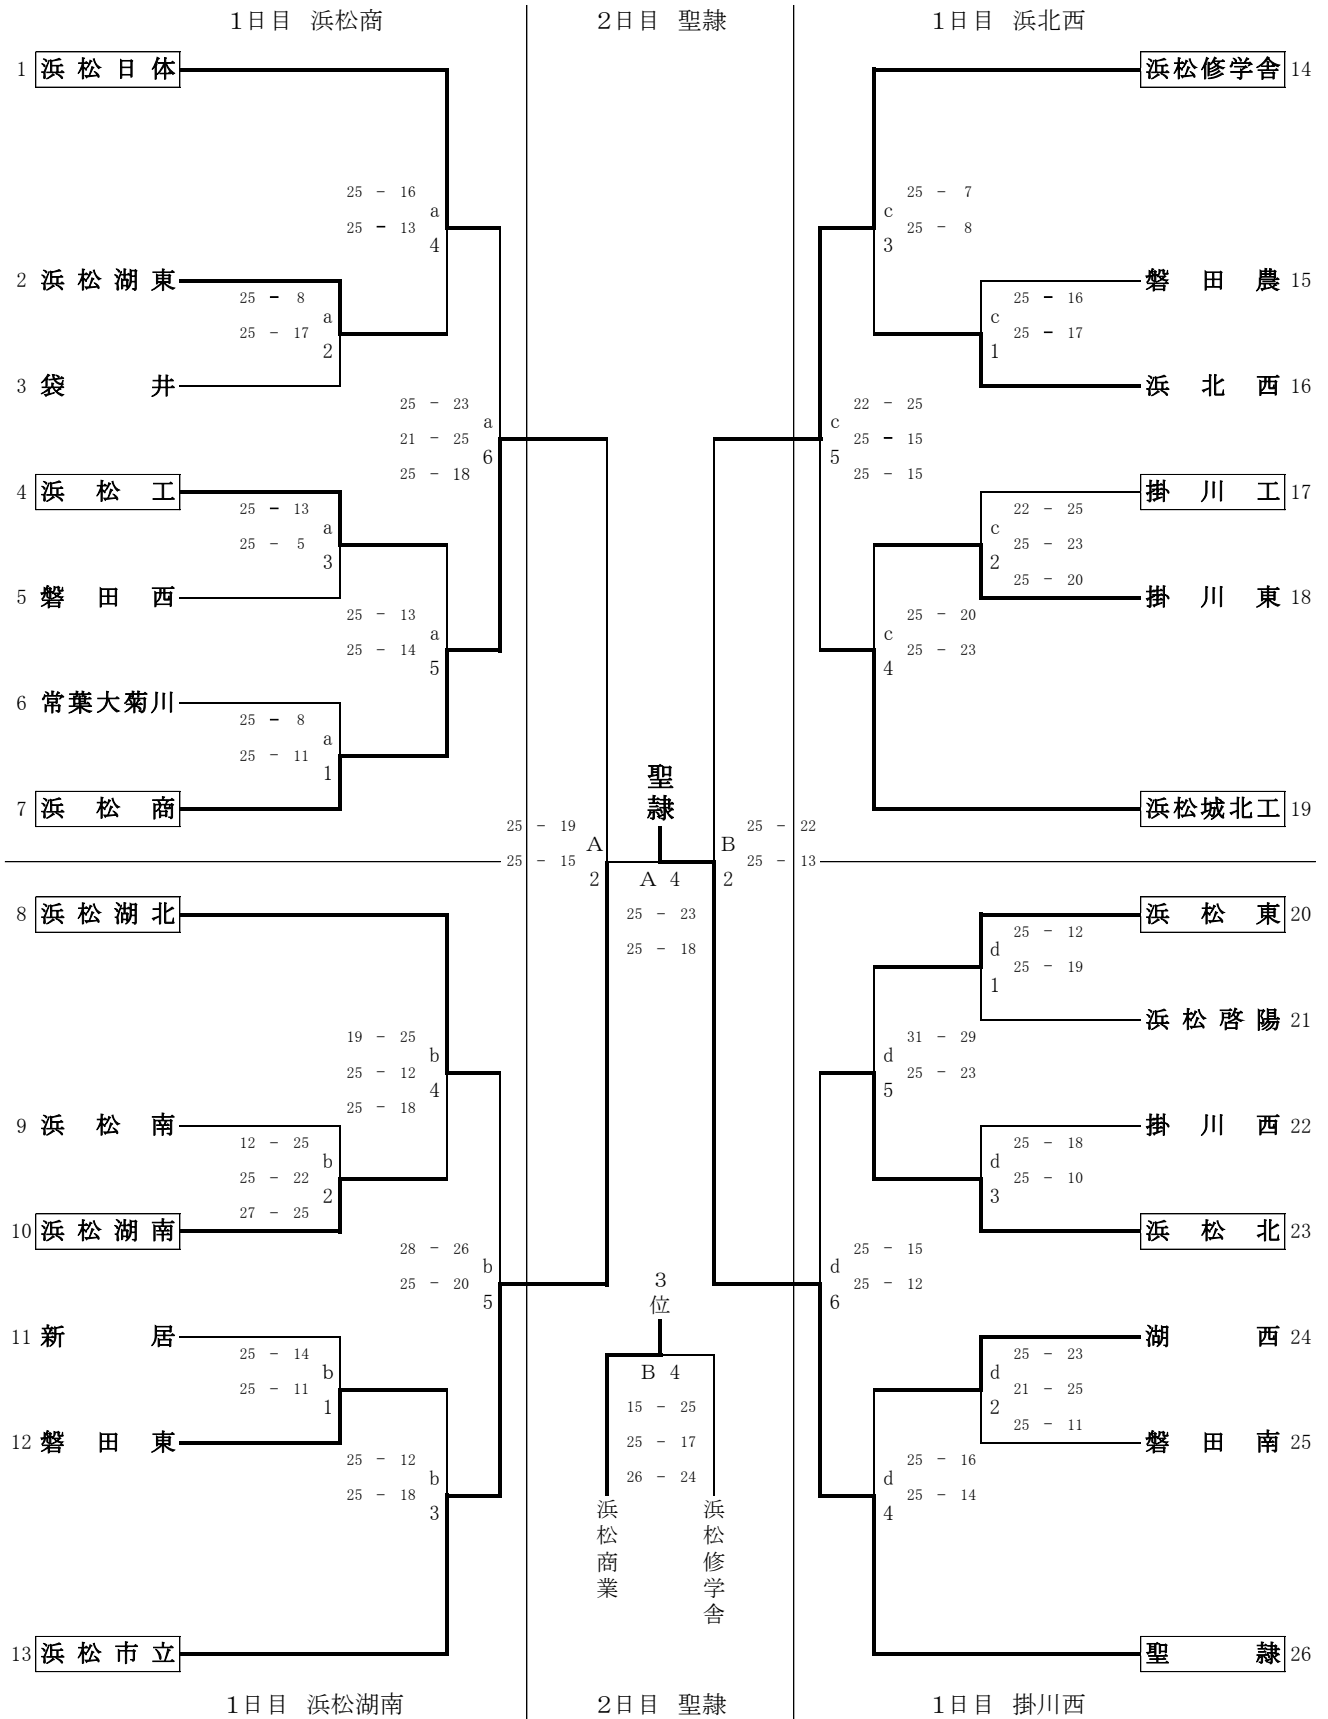 1日目 浜松商
2日目 聖隷
1日目 浜北西
1 浜松日体
浜松修学舎 14
25 - 16
a
25 - 13
4
25 - 7
c
25 - 8
3
2 浜松湖東
磐田農 15
25 - 8
a
25 - 17
2
25 - 16
c
25 - 17
1
3 袋井
浜北西 16
25 - 23
a
21 - 25
6
25 - 18
22 - 25
c
25 - 15
5
25 - 15
4 浜松工
掛川工 17
25 - 13
a
25 - 5
3
22 - 25
c
25 - 23
2
25 - 20
5 磐田西
掛川東 18
25 - 13
a
25 - 14
5
25 - 20
c
25 - 23
4
6 常葉大菊川
25 - 8
a
25 - 11
1
聖隷
7 浜松商
浜松城北工 19
25 - 19
A
25 - 15
2
B
25 - 22
25 - 13
2
A 4
25 - 23
25 - 18
8 浜松湖北
浜松東 20
25 - 12
d
25 - 19
1
浜松啓陽 21
19 - 25
b
25 - 12
4
25 - 18
31 - 29
d
25 - 23
5
9 浜松南
掛川西 22
12 - 25
b
25 - 22
2
27 - 25
25 - 18
d
25 - 10
3
10 浜松湖南
浜松北 23
28 - 26
b
25 - 20
5
25 - 15
d
25 - 12
6
3位
11 新居
湖西 24
25 - 14
b
25 - 11
1
25 - 23
d
21 - 25
2
25 - 11
B 4
15 - 25
25 - 17
26 - 24
12 磐田東
磐田南 25
25 - 12
b
25 - 18
3
25 - 16
d
25 - 14
4
浜松商業
浜松修学舎
13 浜松市立
聖隷 26
1日目 浜松湖南
2日目 聖隷
1日目 掛川西